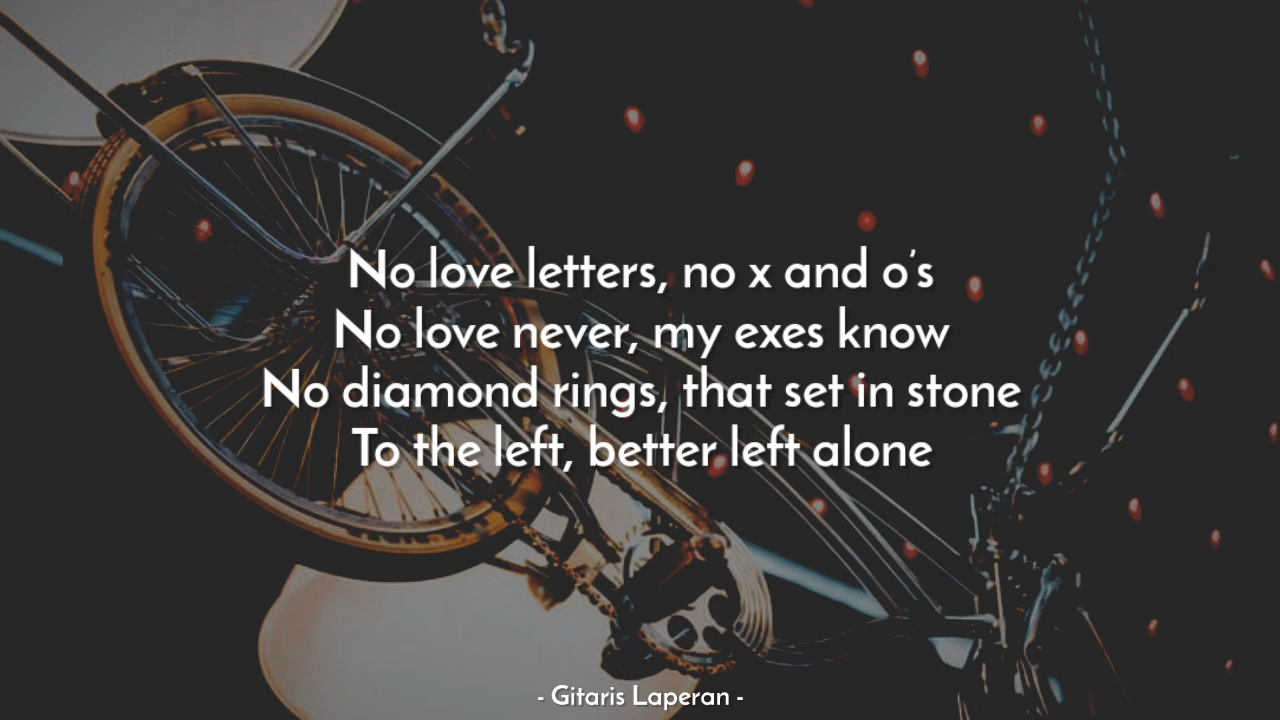 No love letters, no x and o's
No love never, my exes know
No diamond rings, that set in stone
To the left, better left alone
- Gitaris Laperan -